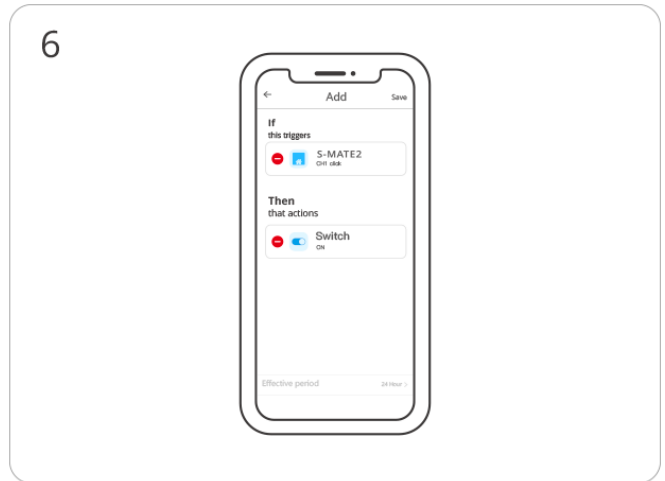 6
Add
Save
If
this triggers
S-MATE2
CH1 click
Then
that actions
Switch
ON
Effective period
24 Hour >